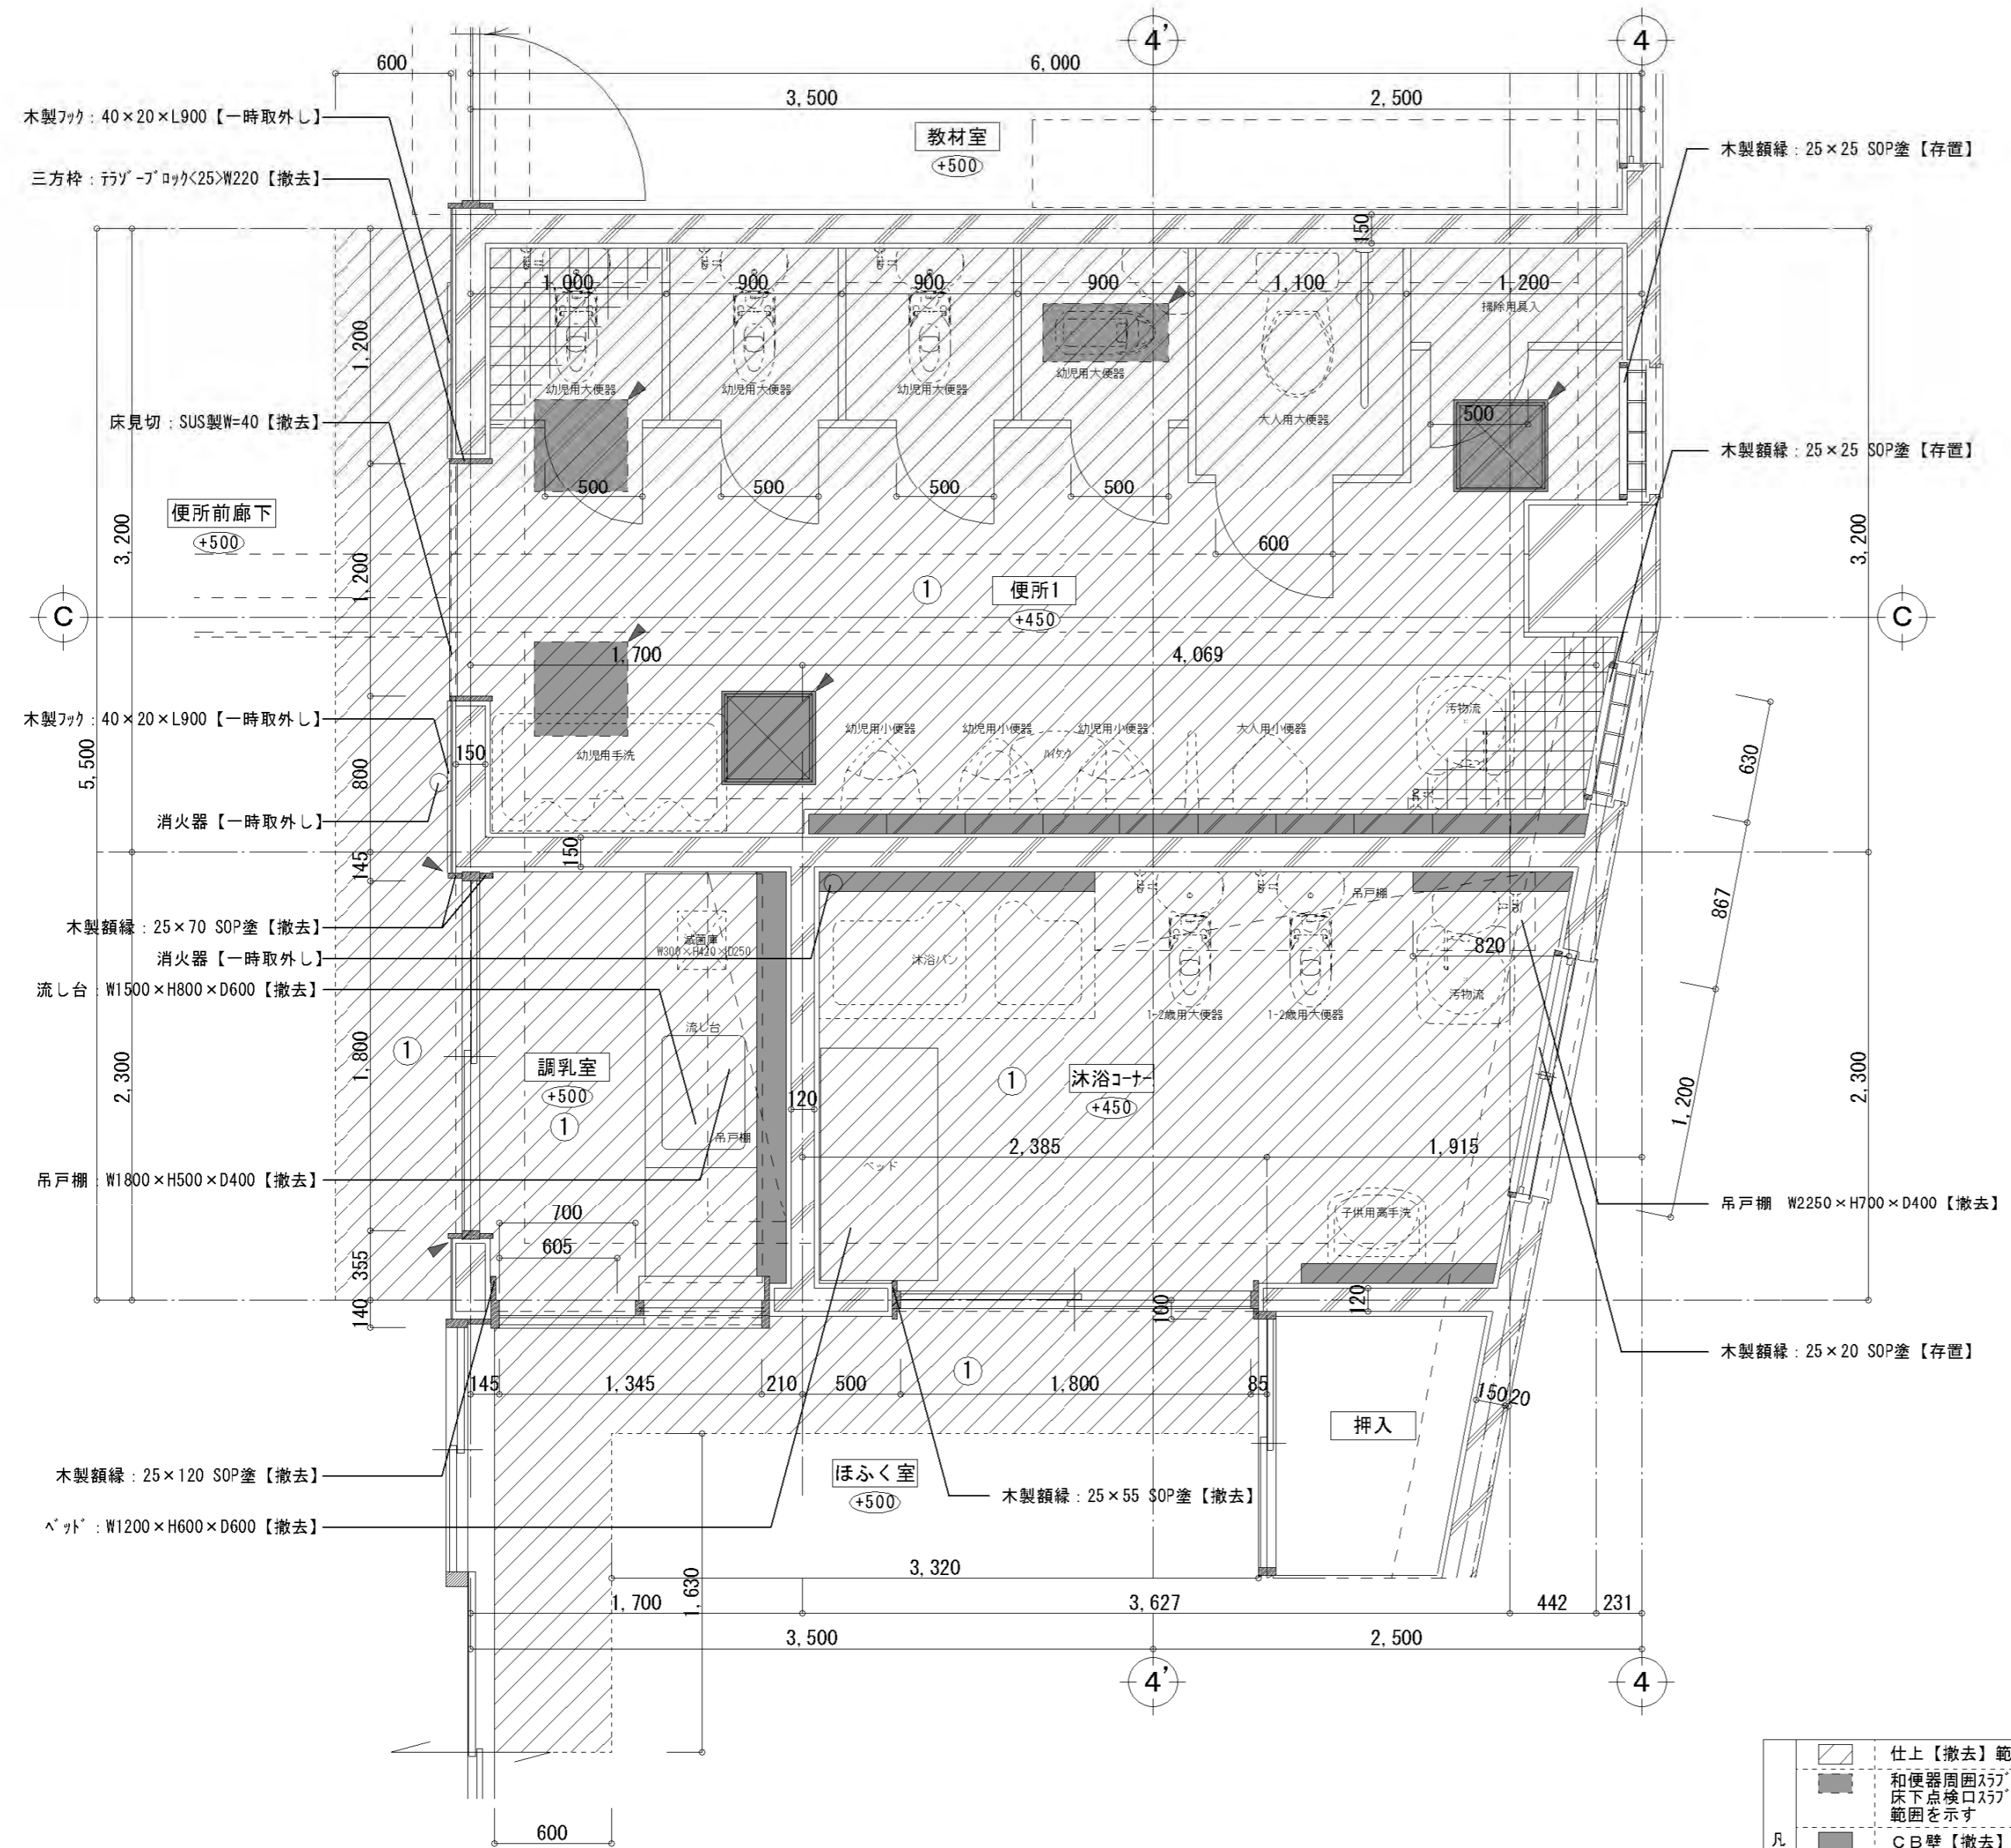 4'
4
600
6,000
3,500
2,500
木製フック：40×20×L900【一時取外し】
教材室
+500
木製額縁：25×25 SOP塗【存置】
三方枠：テラゾーブロック<25>W220【撤去】
150
1,000
900
900
900
1,100
1,200
掃除用具入
1,200
幼児用大便器
幼児用大便器
幼児用大便器
幼児用大便器
大人用大便器
床見切：SUS製W=40【撤去】
500
木製額縁：25×25 SOP塗【存置】
500
500
500
500
便所前廊下
+500
3,200
3,200
600
1,200
①
便所1
+450
C
C
1,700
4,069
木製フック：40×20×L900【一時取外し】
汚物流
幼児用小便器
幼児用小便器
幼児用小便器
大人用小便器
ハイタンク
幼児用手洗
150
5,500
800
630
消火器【一時取外し】
150
145
木製額縁：25×70 SOP塗【撤去】
吊戸棚
867
滅菌庫
W300×H420×D250
820
消火器【一時取外し】
沐浴パン
流し台：W1500×H800×D600【撤去】
汚物流
1-2歳用大便器
1-2歳用大便器
流し台
①
1,800
調乳室
+500
①
①
沐浴コーナー
+450
2,300
2,300
120
1,200
吊戸棚
2,385
1,915
ベッド
吊戸棚：W1800×H500×D400【撤去】
吊戸棚 W2250×H700×D400【撤去】
700
子供用高手洗
605
355
140
100
120
木製額縁：25×20 SOP塗【存置】
①
145
1,345
210
500
1,800
85
150
20
押入
木製額縁：25×120 SOP塗【撤去】
ほふく室
+500
木製額縁：25×55 SOP塗【撤去】
ベッド：W1200×H600×D600【撤去】
3,320
1,630
1,700
3,627
442
231
3,500
2,500
4'
4
600
凡
仕上【撤去】範
和便器周囲スラブ
床下点検口スラブ
範囲を示す
CB壁【撤去】